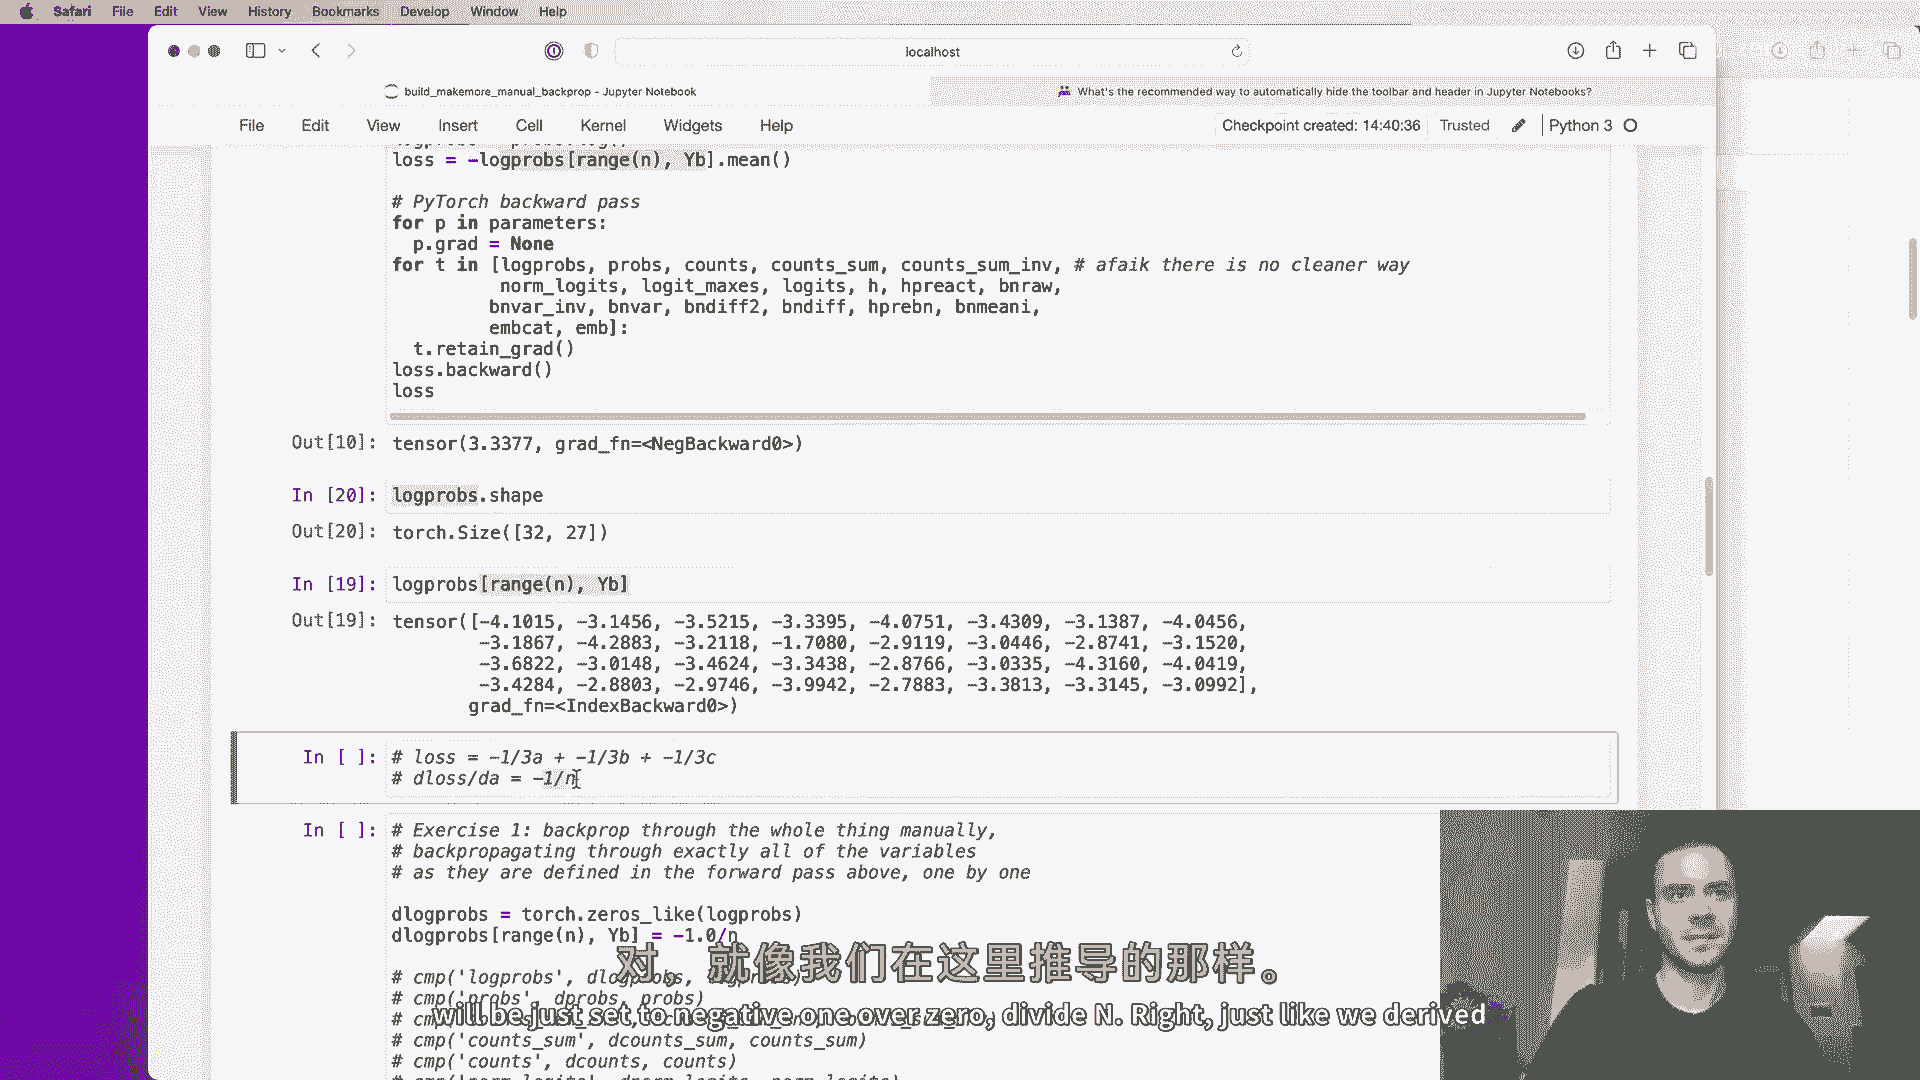 Safari File Edit View History Bookmarks Develop Window Help
localhost
build_makemore_manual_backprop - Jupyter Notebook
What's the recommended way to automatically hide the toolbar and header in Jupyter Notebooks?
File Edit View Insert Cell Kernel Widgets Help
Checkpoint created: 14:40:36 Trusted Python 3
loss = -logprobs[range(n), Yb].mean()
# PyTorch backward pass
for p in parameters:
p.grad = None
for t in [logprobs, probs, counts, counts_sum, counts_sum_inv, # afaik there is no cleaner way
norm_logits, logit_maxes, logits, h, hpreact, bnraw,
bnvar_inv, bnvar, bndiff2, bndiff, hprebn, bnmeani,
embcat, emb]:
t.retain_grad()
loss.backward()
loss
Out[10]: tensor(3.3377, grad_fn=<NegBackward0>)
In [20]: logprobs.shape
Out[20]: torch.Size([32, 27])
In [19]: logprobs[range(n), Yb]
Out[19]: tensor([-4.1015, -3.1456, -3.5215, -3.3395, -4.0751, -3.4309, -3.1387, -4.0456,
-3.1867, -4.2883, -3.2118, -1.7080, -2.9119, -3.0446, -2.8741, -3.1520,
-3.6822, -3.0148, -3.4624, -3.3438, -2.8766, -3.0335, -4.3160, -4.0419,
-3.4284, -2.8803, -2.9746, -3.9942, -2.7883, -3.3813, -3.3145, -3.0992],
grad_fn=<IndexBackward0>)
In [ ]: # loss = -1/3a + -1/3b + -1/3c
# dloss/da = -1/n
In [ ]: # Exercise 1: backprop through the whole thing manually,
# backpropagating through exactly all of the variables
# as they are defined in the forward pass above, one by one
dlogprobs = torch.zeros_like(logprobs)
dlogprobs[range(n), Yb] = -1.0/n
对，就像我们在这里推导的那样。
# cmp('logprobs', dlogprobs, logprobs)
# cmp('probs', dprobs, probs)
will be just set to negative one over zero, divide N. Right, just like we derived
# cmp('counts_sum', dcounts_sum, counts_sum)
# cmp('counts', dcounts, counts)